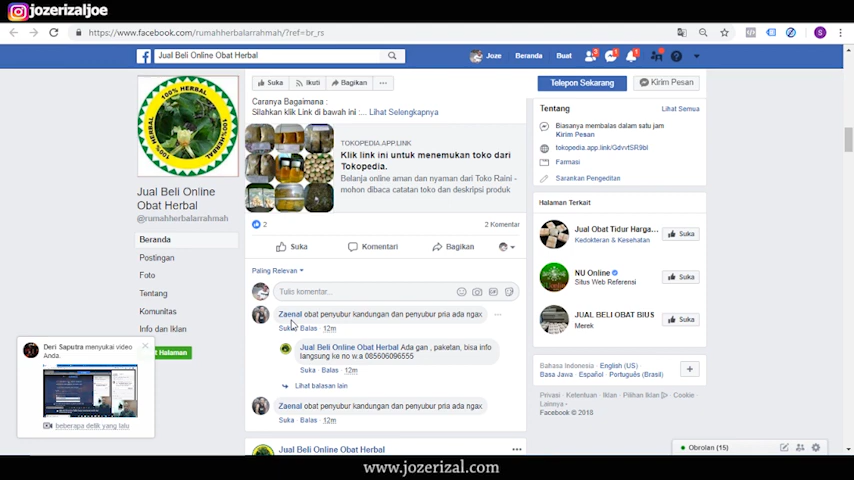 jozerizaljoe
https://www.facebook.com/rumahherbalarrahmah/?ref=br_rs
S
Jual Beli Online Obat Herbal
Joze
Beranda
Buat
Suka
Ikuti
Bagikan
Telepon Sekarang
Kirim Pesan
100% HERBAL
Jual Beli Online
Obat Herbal
@rumahherbalarrahmah
Beranda
Postingan
Foto
Tentang
Komunitas
Info dan Iklan
t Halaman
Caranya Bagaimana :
Silahkan klik Link di bawah ini :... Lihat Selengkapnya
TOKOPEDIA.APP.LINK
Klik link ini untuk menemukan toko dari
Tokopedia.
Belanja online aman dan nyaman dari Toko Raini -
mohon dibaca catatan toko dan deskripsi produk
2
2 Komentar
Suka
Komentari
Bagikan
Paling Relevan
Tulis komentar...
Zaenal obat penyubur kandungan dan penyubur pria ada ngax
Suka · Balas · 12m
Jual Beli Online Obat Herbal Ada gan , paketan, bisa info
langsung ke no w.a 085606096555
Suka · Balas · 12m
Lihat balasan lain
Zaenal obat penyubur kandungan dan penyubur pria ada ngax
Suka · Balas · 12m
Jual Beli Online Obat Herbal
Tentang
Lihat Semua
Biasanya membalas dalam satu jam
Kirim Pesan
tokopedia.app.link/GdvvtSR9bI
Farmasi
Sarankan Pengeditan
Halaman Terkait
Jual Obat Tidur Harga...
Kedokteran & Kesehatan
Suka
NU Online
Situs Web Referensi
Suka
JUAL BELI OBAT BIUS
Merek
Suka
Bahasa Indonesia · English (US) ·
Basa Jawa · Español · Português (Brasil)
Privasi · Ketentuan · Iklan · Pilihan Iklan · Cookie ·
Lainnya
Facebook © 2018
Deri Saputra menyukai video
Anda.
beberapa detik yang lalu
Obrolan (15)
www.jozerizal.com